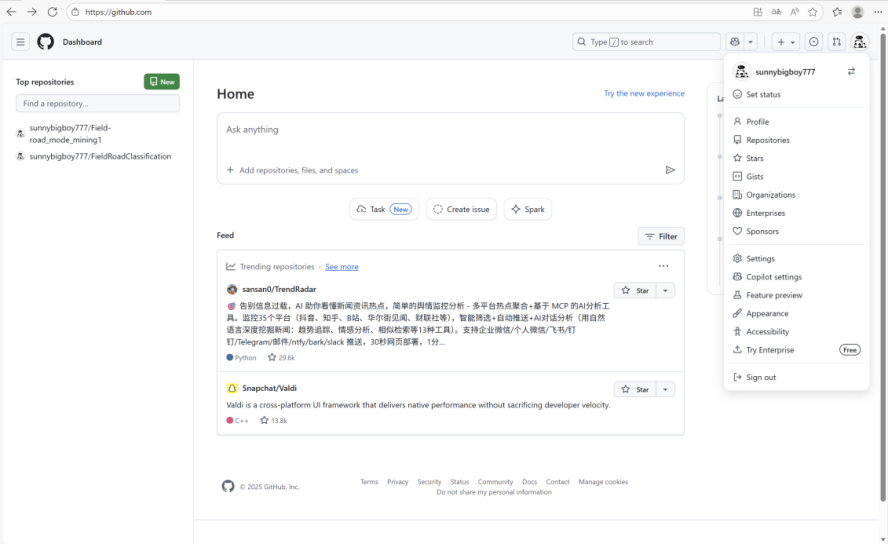 https://github.com
Dashboard
Type / to search
Top repositories
New
Find a repository...
sunnybigboy777/Field-
road_mode_mining1
sunnybigboy777/FieldRoadClassification
Home
Try the new experience
Ask anything
Add repositories, files, and spaces
Task New
Create issue
Spark
Feed
Filter
Trending repositories · See more
sansan0/TrendRadar
Star
🎯 告别信息过载，AI 助你看懂新闻资讯热点，简单的舆情监控分析 - 多平台热点聚合+基于 MCP 的AI分析工
具。监控35个平台（抖音、知乎、B站、华尔街见闻、财联社等），智能筛选+自动推送+AI对话分析（用自然
语言深度挖掘新闻：趋势追踪、情感分析、相似检索等13种工具）。支持企业微信/个人微信/飞书/钉
钉/Telegram/邮件/ntfy/bark/slack 推送，30秒网页部署，1分...
Python 29.6k
Snapchat/Valdi
Star
Valdi is a cross-platform UI framework that delivers native performance without sacrificing developer velocity.
C++ 13.8k
© 2025 GitHub, Inc.
Terms Privacy Security Status Community Docs Contact Manage cookies
Do not share my personal information
La
sunnybigboy777
Set status
Profile
Repositories
Stars
Gists
Organizations
Enterprises
Sponsors
Settings
Copilot settings
Feature preview
Appearance
Accessibility
Try Enterprise Free
Sign out